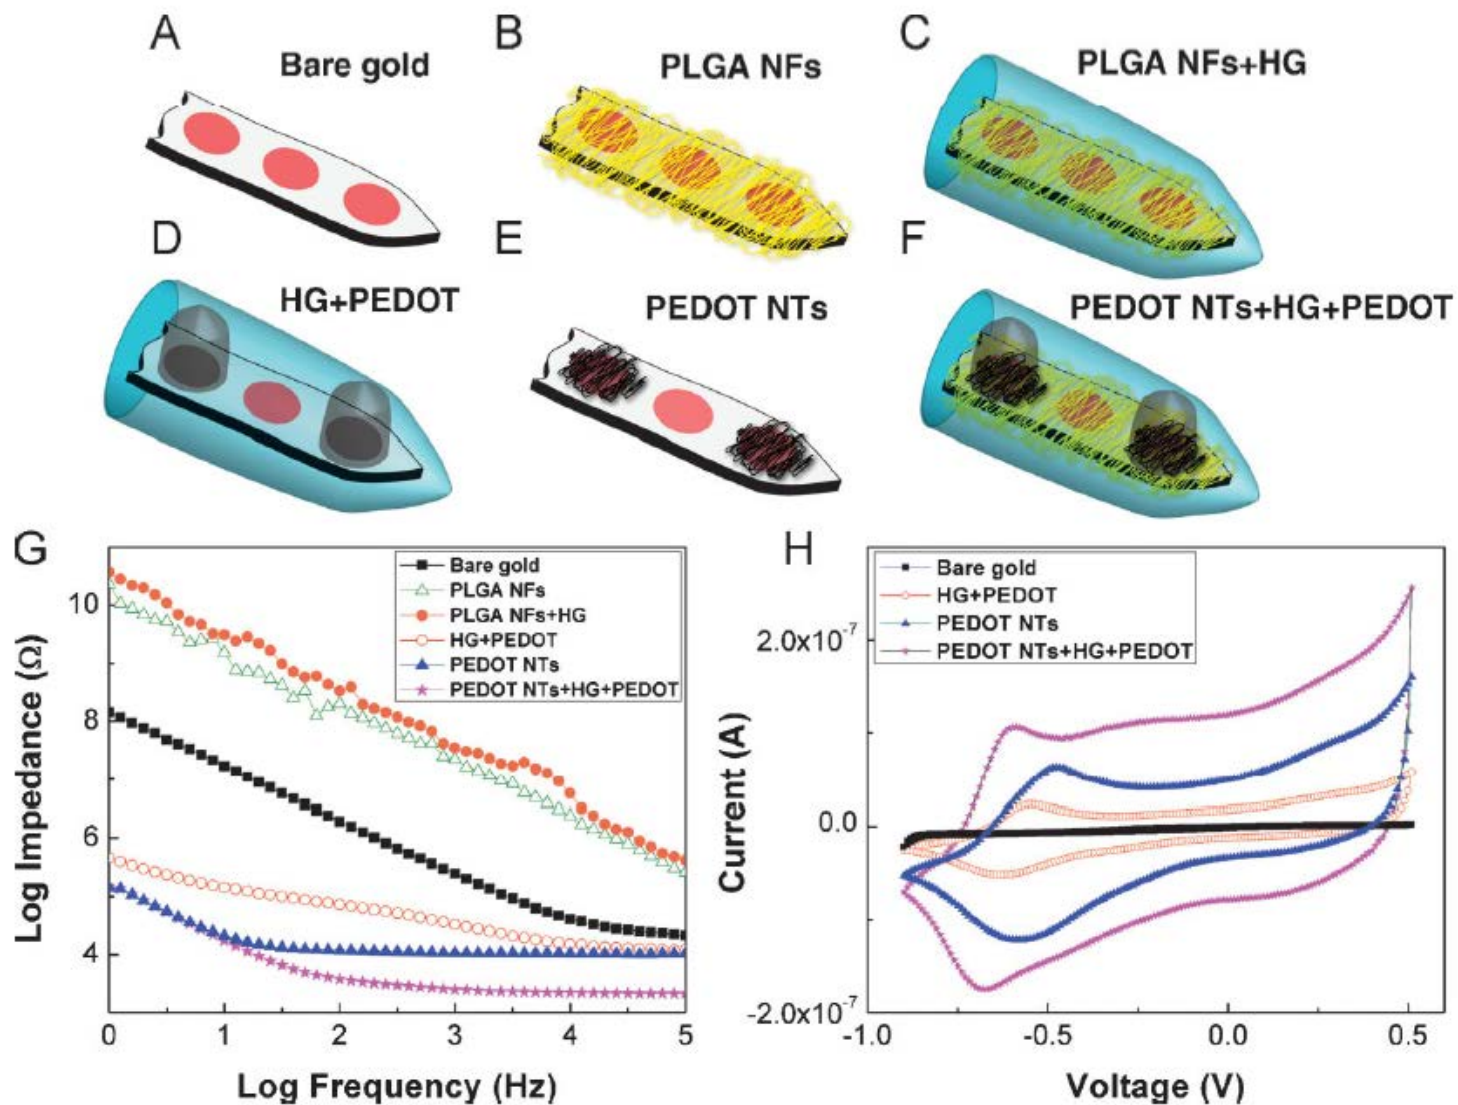 A
Bare gold
B
PLGA NFs
C
PLGA NFs+HG
D
HG+PEDOT
E
PEDOT NTs
F
PEDOT NTs+HG+PEDOT
G
Bare gold
PLGA NFs
PLGA NFs+HG
HG+PEDOT
PEDOT NTs
PEDOT NTs+HG+PEDOT
Log Impedance (Ω)
10
8
6
4
0 1 2 3 4 5
Log Frequency (Hz)
H
Bare gold
HG+PEDOT
PEDOT NTs
PEDOT NTs+HG+PEDOT
Current (A)
2.0x10⁻⁷
0.0
-2.0x10⁻⁷
-1.0 -0.5 0.0 0.5
Voltage (V)